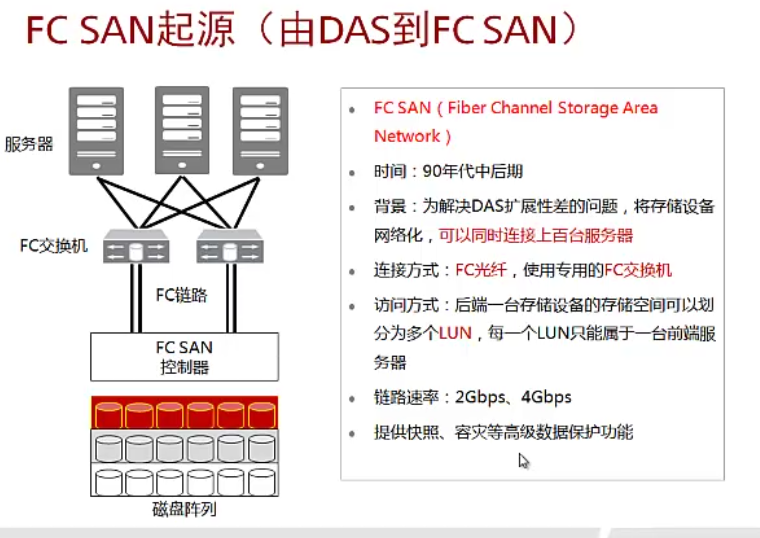 FC SAN起源（由DAS到FC SAN）
服务器
FC交换机
FC链路
FC SAN
控制器
磁盘阵列
FC SAN（Fiber Channel Storage Area
Network）
时间：90年代中后期
背景：为解决DAS扩展性差的问题，将存储设备
网络化，可以同时连接上百台服务器
连接方式：FC光纤，使用专用的FC交换机
访问方式：后端一台存储设备的存储空间可以划
分为多个LUN，每一个LUN只能属于一台前端服
务器
链路速率：2Gbps、4Gbps
提供快照、容灾等高级数据保护功能